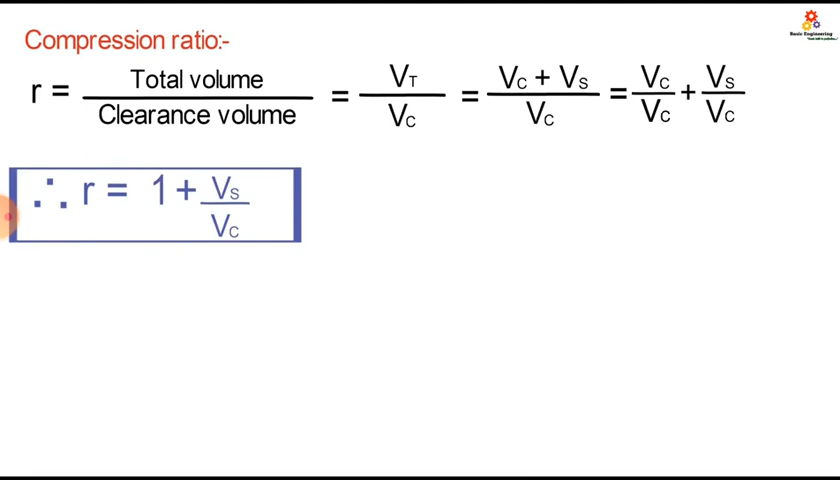 Basic Engineering
Compression ratio:-
r = Total volume / Clearance volume = VT / VC = VC + VS / VC = VC / VC + VS / VC
∴ r = 1 + VS / VC